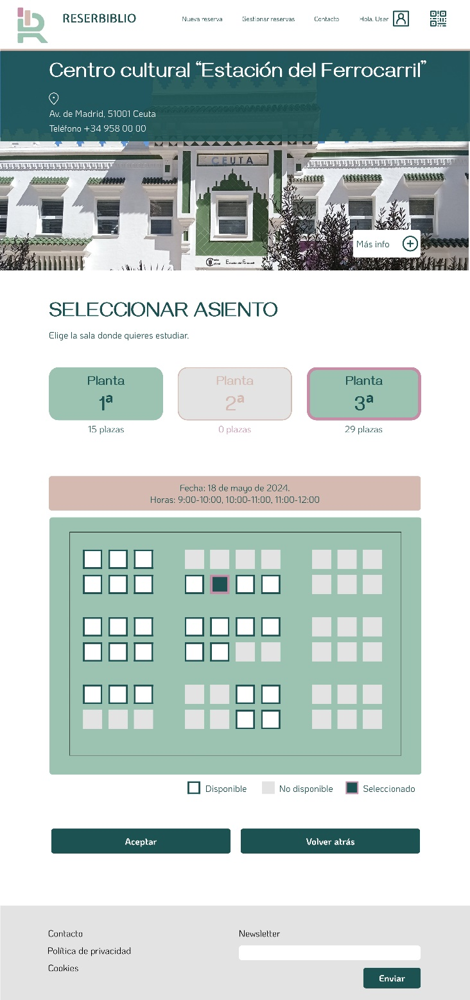 RESERBIBLIO
Nueva reserva
Gestionar reservas
Contacto
Hola. User
Centro cultural “Estación del Ferrocarril”
Av. de Madrid, 51001 Ceuta
Teléfono +34 958 00 00
CEUTA
Estación del Ferrocarril
Más info
SELECCIONAR ASIENTO
Elige la sala donde quieres estudiar.
Planta
1ª
15 plazas
Planta
2ª
0 plazas
Planta
3ª
29 plazas
Fecha: 18 de mayo de 2024.
Horas: 9:00-10:00, 10:00-11:00, 11:00-12:00
Disponible
No disponible
Seleccionado
Aceptar
Volver atrás
Contacto
Política de privacidad
Cookies
Newsletter
Enviar